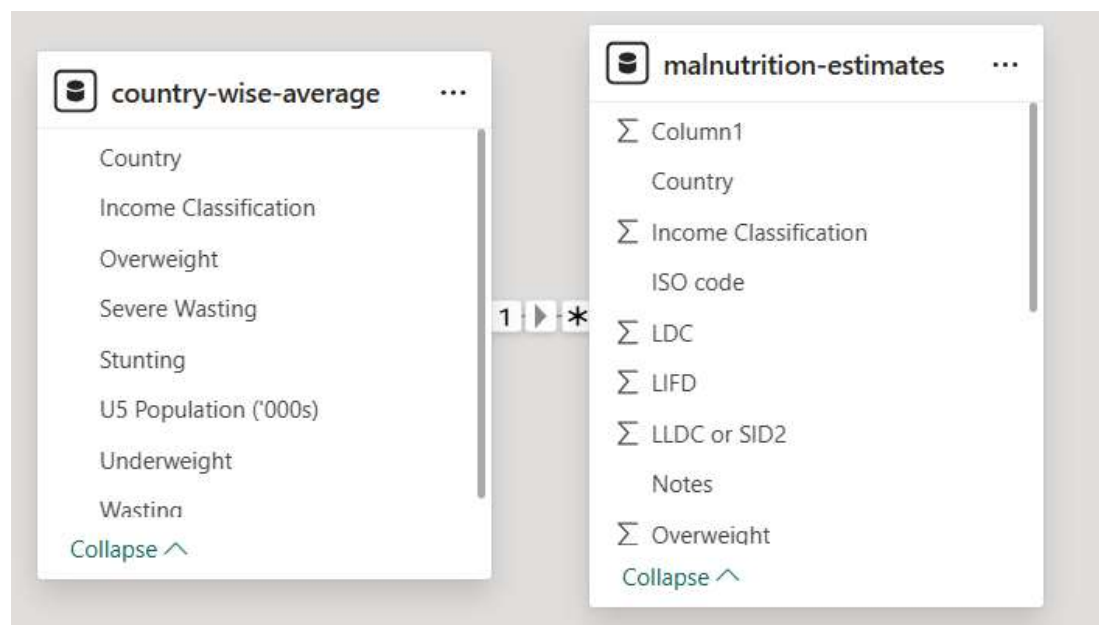 country-wise-average
...
Country
Income Classification
Overweight
Severe Wasting
Stunting
U5 Population ('000s)
Underweight
Wasting
Collapse
1
*
malnutrition-estimates
...
Σ Column1
Country
Σ Income Classification
ISO code
Σ LDC
Σ LIFD
Σ LLDC or SID2
Notes
Σ Overweight
Collapse